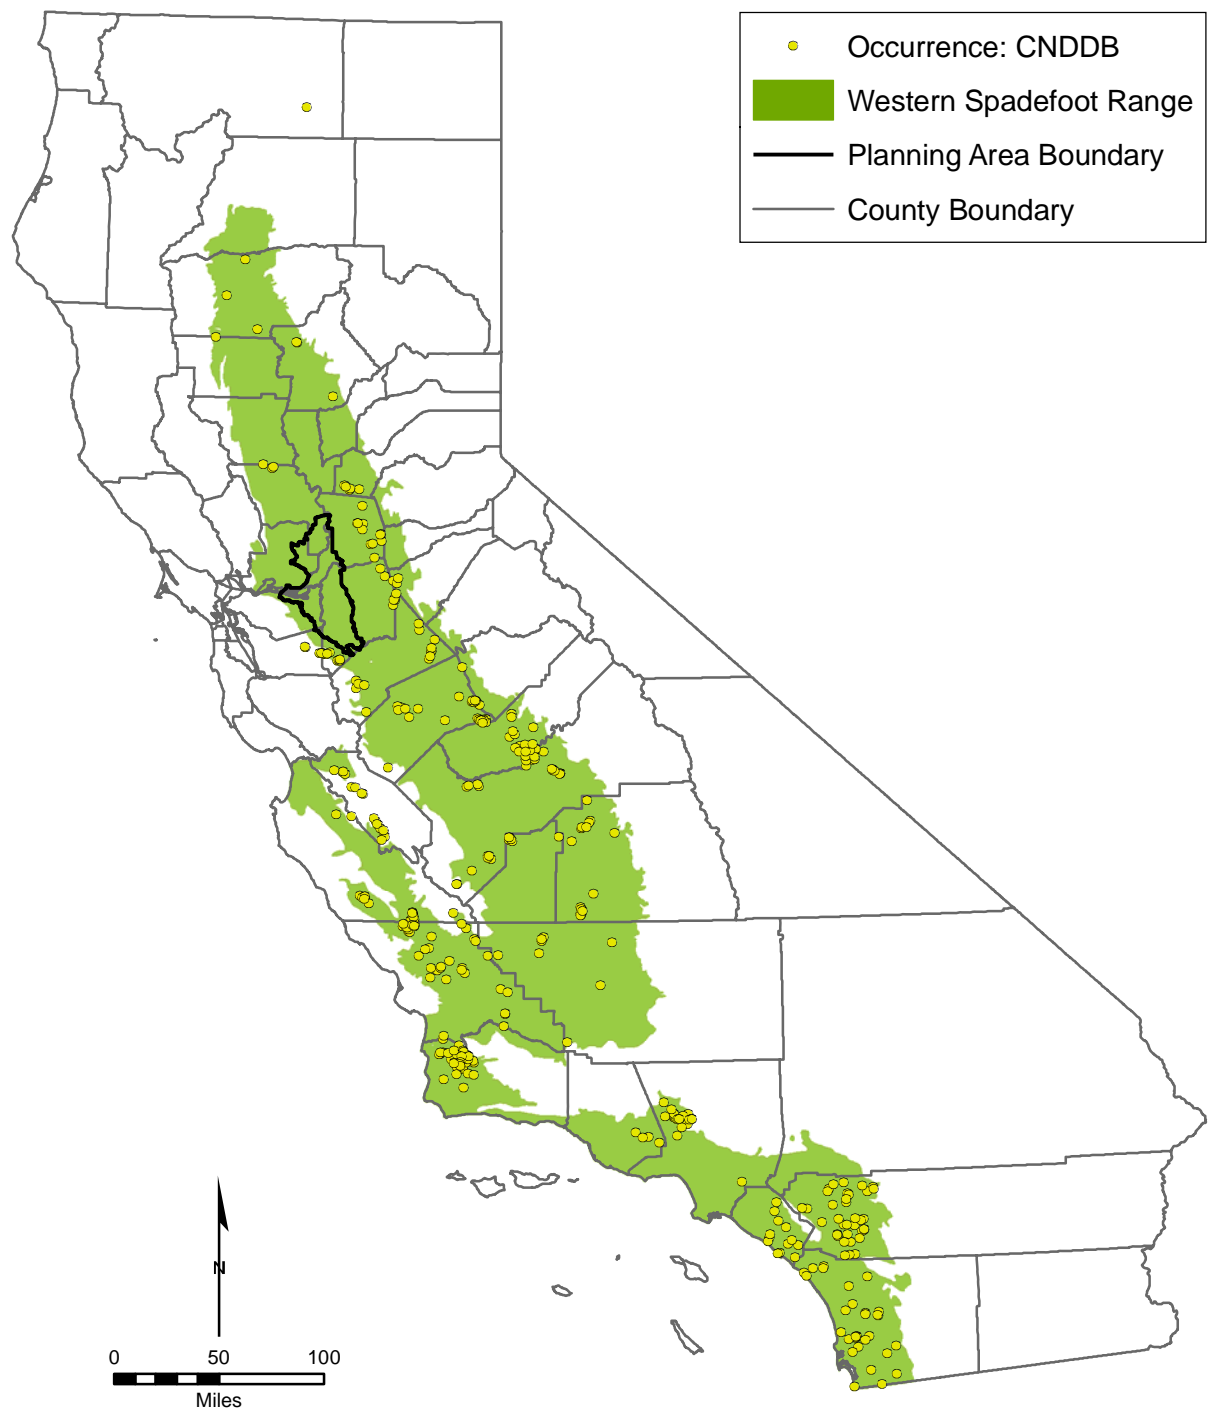 Occurrence: CNDDB
Western Spadefoot Range
Planning Area Boundary
County Boundary
N
0 50 100
Miles